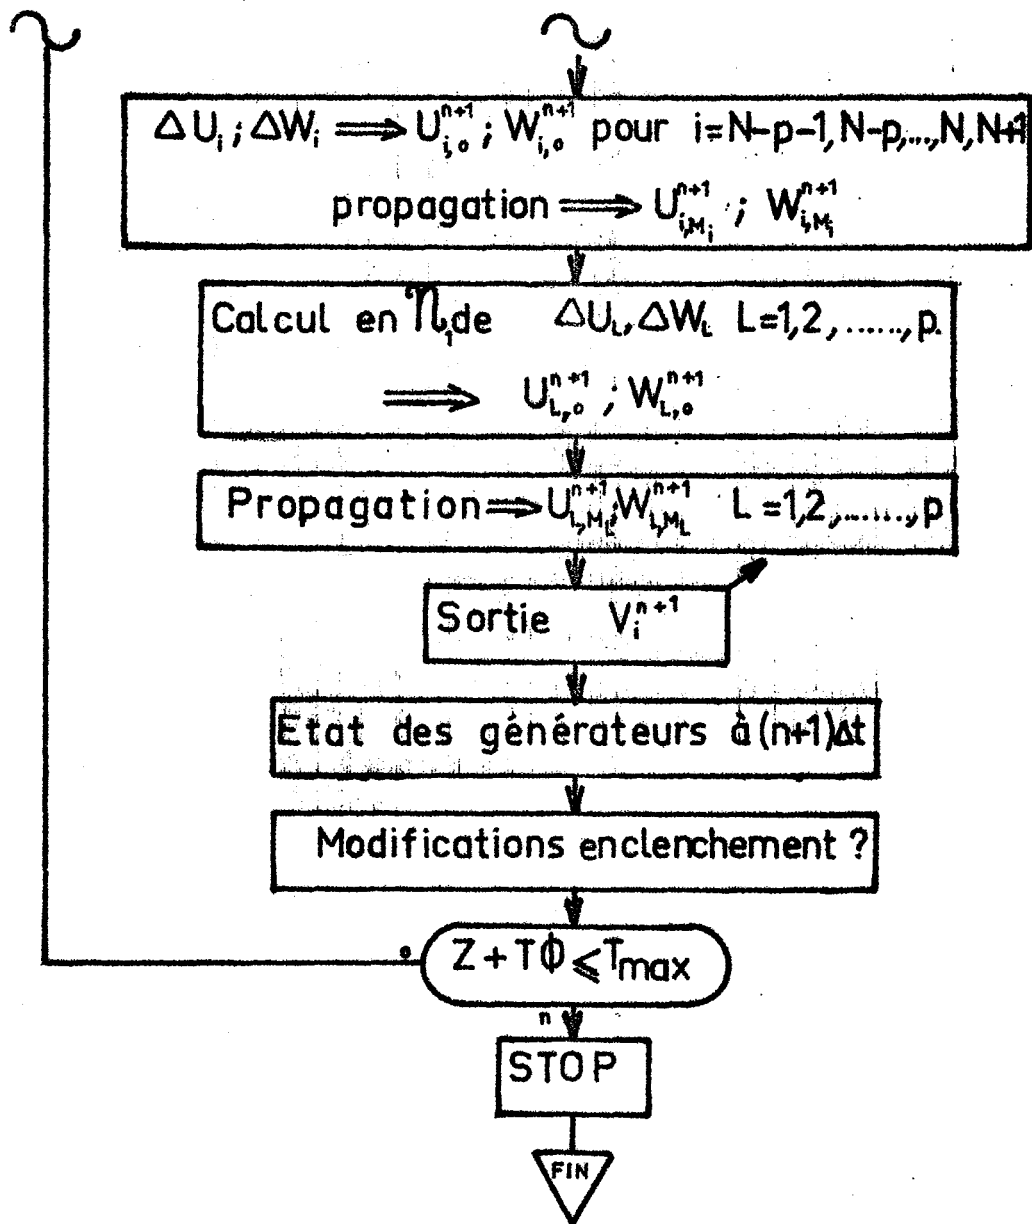 ΔU_i ; ΔW_i ⟹ U_{i,o}^{n+1} ; W_{i,o}^{n+1} pour i=N-p-1, N-p,...,N, N+1
propagation ⟹ U_{i,M_i}^{n+1} ; W_{i,M_i}^{n+1}
Calcul en η_1 de ΔU_L, ΔW_L L=1,2,......,p.
⟹ U_{L,o}^{n+1} ; W_{L,o}^{n+1}
Propagation ⟹ U_{L,M_L}^{n+1}; W_{L,M_L}^{n+1} L=1,2,......,p
Sortie V_i^{n+1}
Etat des générateurs à (n+1)Δt
Modifications enclenchement ?
o
Z + TΦ ⩽ Tmax
n
STOP
FIN